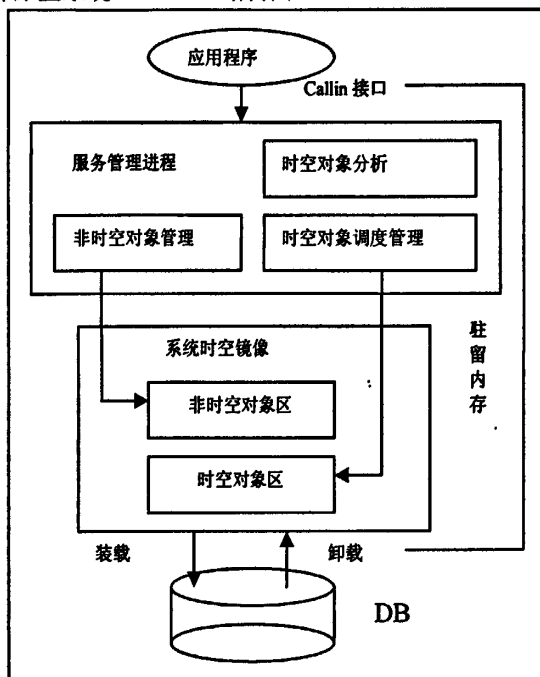 应用程序
Callin 接口
服务管理进程
时空对象分析
非时空对象管理
时空对象调度管理
系统时空镜像
驻留内存
非时空对象区
时空对象区
装载
卸载
DB